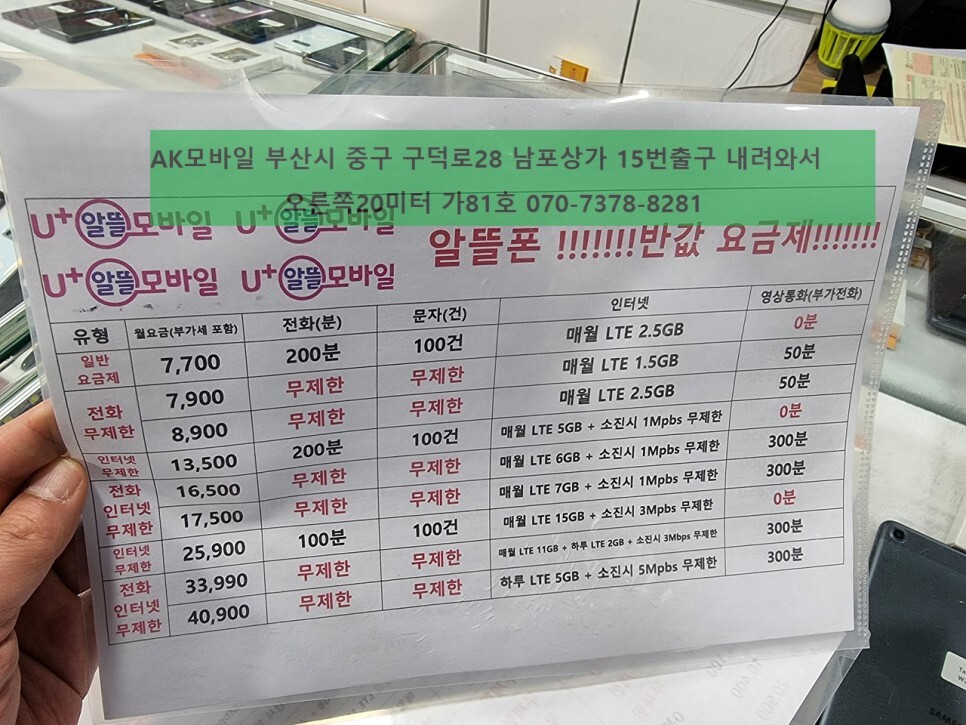 AK모바일 부산시 중구 구덕로28 남포상가 15번출구 내려와서
오른쪽20미터 가81호 070-7378-8281
U+알뜰모바일 U+알뜰모바일
U+알뜰모바일 U+알뜰모바일
알뜰폰 !!!!!!!반값 요금제!!!!!!!
유형 월요금(부가세 포함) 전화(분) 문자(건) 인터넷 영상통화(부가전화)
일반 요금제 7,700 200분 100건 매월 LTE 2.5GB 0분
전화 무제한 7,900 무제한 무제한 매월 LTE 1.5GB 50분
8,900 무제한 무제한 매월 LTE 2.5GB 50분
인터넷 무제한 13,500 200분 100건 매월 LTE 5GB + 소진시 1Mpbs 무제한 0분
전화 인터넷 무제한 16,500 무제한 무제한 매월 LTE 6GB + 소진시 1Mpbs 무제한 300분
17,500 무제한 무제한 매월 LTE 7GB + 소진시 1Mpbs 무제한 300분
인터넷 무제한 25,900 100분 100건 매월 LTE 15GB + 소진시 3Mpbs 무제한 0분
전화 인터넷 무제한 33,990 무제한 무제한 매월 LTE 11GB + 하루 LTE 2GB + 소진시 3Mbps 무제한 300분
40,900 무제한 무제한 하루 LTE 5GB + 소진시 5Mpbs 무제한 300분